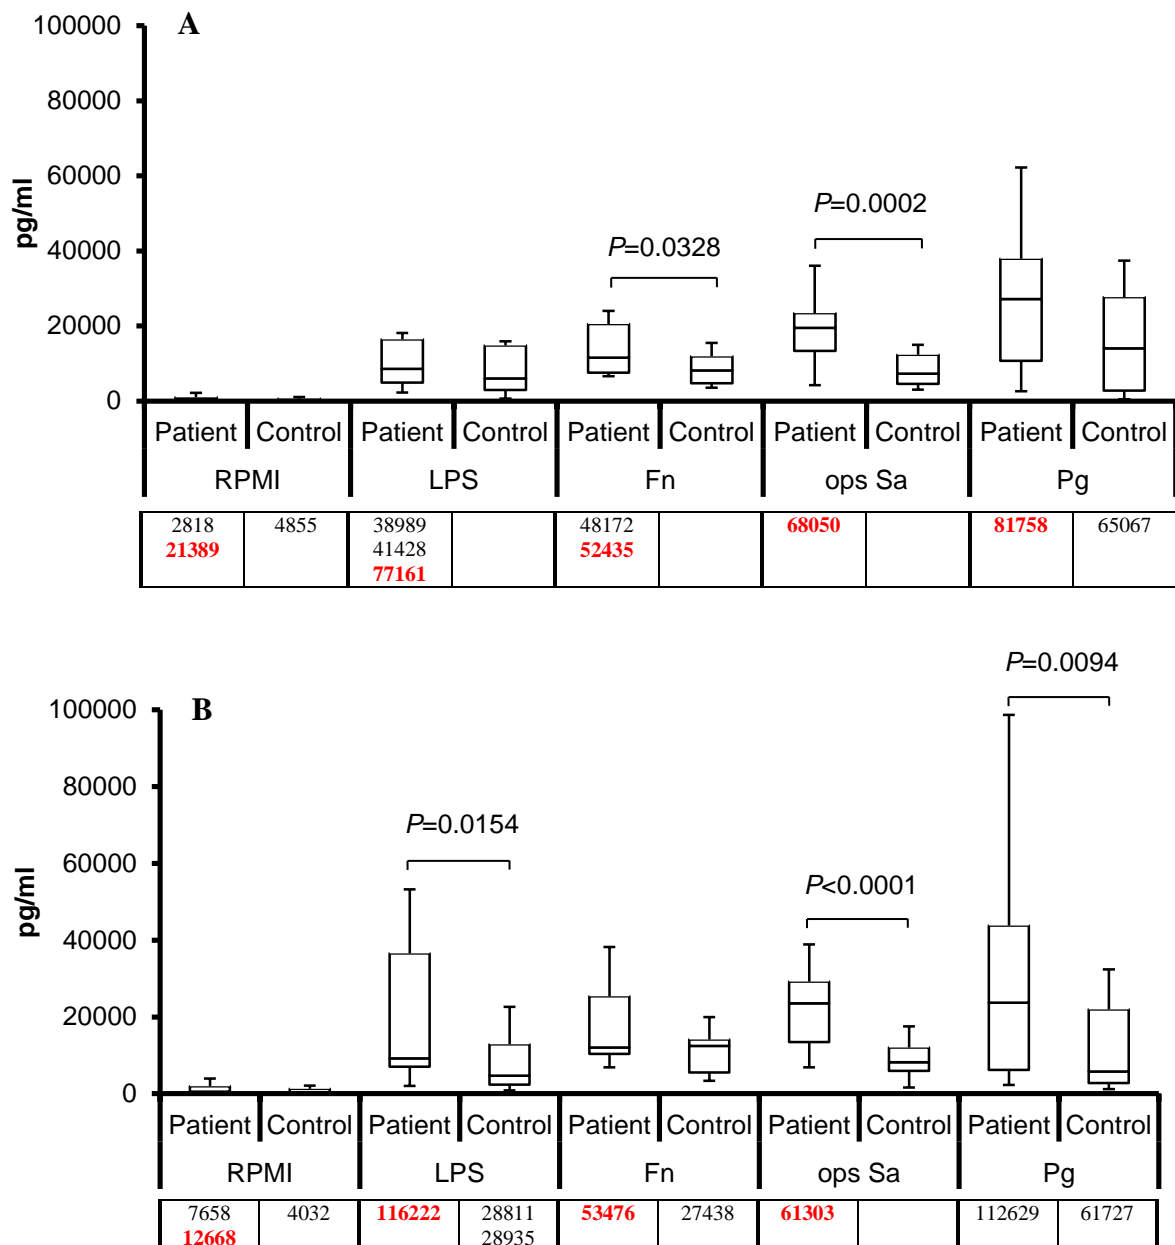 A
100000
80000
60000
40000
20000
0
pg/ml
P=0.0328
P=0.0002
Patient Control Patient Control Patient Control Patient Control Patient Control
RPMI LPS Fn ops Sa Pg
2818 4855 38989 48172 68050 81758 65067
21389 41428 52435
77161
P=0.0094
B
100000
80000
60000
40000
20000
0
pg/ml
P=0.0154
P<0.0001
Patient Control Patient Control Patient Control Patient Control Patient Control
RPMI LPS Fn ops Sa Pg
7658 4032 116222 28811 53476 27438 61303 112629 61727
12668 28935